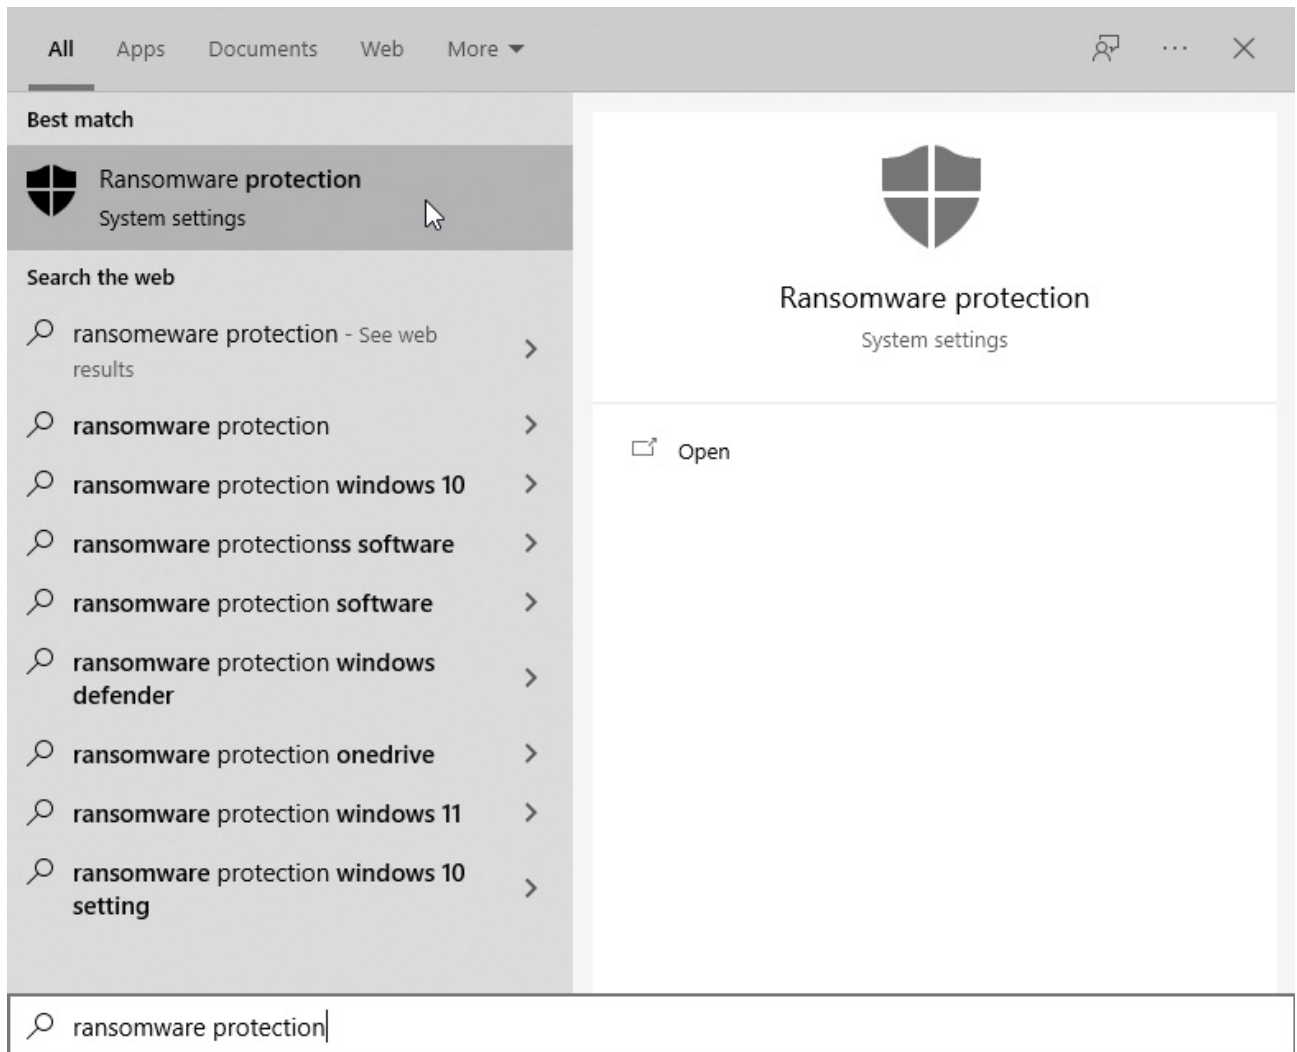 All Apps Documents Web More
Best match
Ransomware protection
System settings
Search the web
ransomeware protection - See web
results
ransomware protection
ransomware protection windows 10
ransomware protectionss software
ransomware protection software
ransomware protection windows
defender
ransomware protection onedrive
ransomware protection windows 11
ransomware protection windows 10
setting
Ransomware protection
System settings
Open
ransomware protection